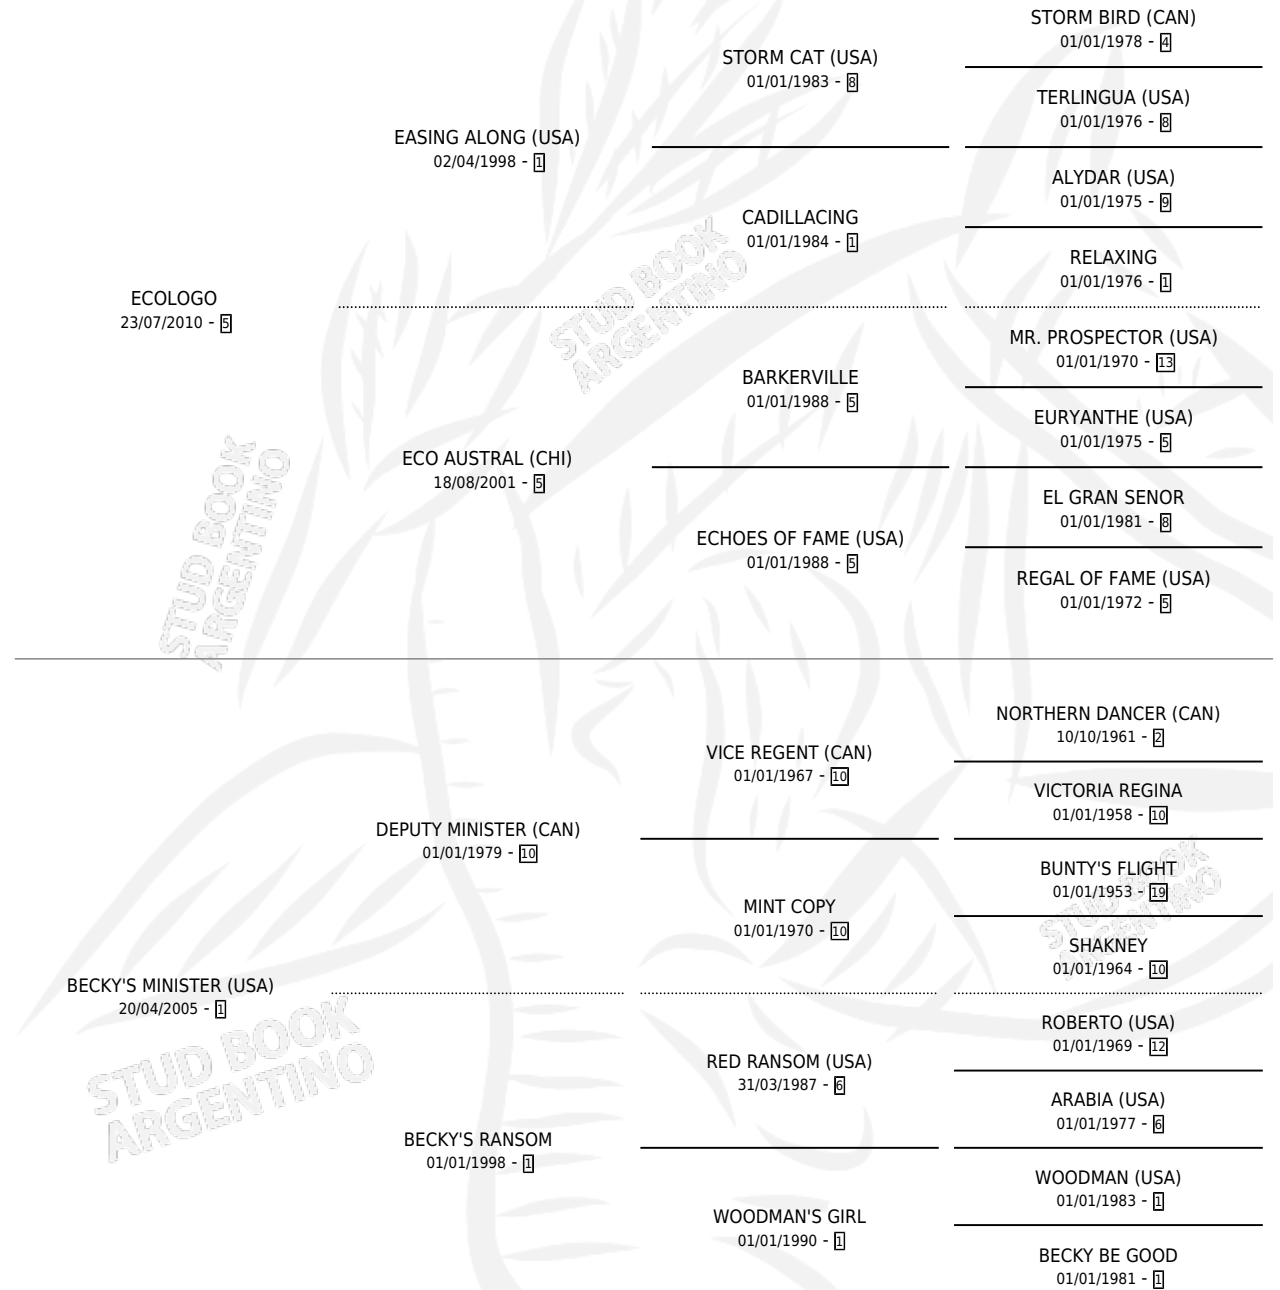 STORM BIRD (CAN)
01/01/1978 - 4
STORM CAT (USA)
01/01/1983 - 8
TERLINGUA (USA)
01/01/1976 - 8
EASING ALONG (USA)
02/04/1998 - 1
ALYDAR (USA)
01/01/1975 - 9
CADILLACING
01/01/1984 - 1
RELAXING
01/01/1976 - 1
ECOLOGO
23/07/2010 - 5
MR. PROSPECTOR (USA)
01/01/1970 - 13
BARKERVILLE
01/01/1988 - 5
EURYANTHE (USA)
01/01/1975 - 5
ECO AUSTRAL (CHI)
18/08/2001 - 5
EL GRAN SENOR
01/01/1981 - 8
ECHOES OF FAME (USA)
01/01/1988 - 5
REGAL OF FAME (USA)
01/01/1972 - 5
NORTHERN DANCER (CAN)
10/10/1961 - 2
VICE REGENT (CAN)
01/01/1967 - 10
VICTORIA REGINA
01/01/1958 - 10
DEPUTY MINISTER (CAN)
01/01/1979 - 10
BUNTY'S FLIGHT
01/01/1953 - 19
MINT COPY
01/01/1970 - 10
SHAKNEY
01/01/1964 - 10
BECKY'S MINISTER (USA)
20/04/2005 - 1
ROBERTO (USA)
01/01/1969 - 12
RED RANSOM (USA)
31/03/1987 - 6
ARABIA (USA)
01/01/1977 - 6
BECKY'S RANSOM
01/01/1998 - 1
WOODMAN (USA)
01/01/1983 - 1
WOODMAN'S GIRL
01/01/1990 - 1
BECKY BE GOOD
01/01/1981 - 1
STUD BOOK
ARGENTINO
STUD BOOK
ARGENTINO
STUD BOOK
ARGENTINO
STUD BOOK
ARGENTINO